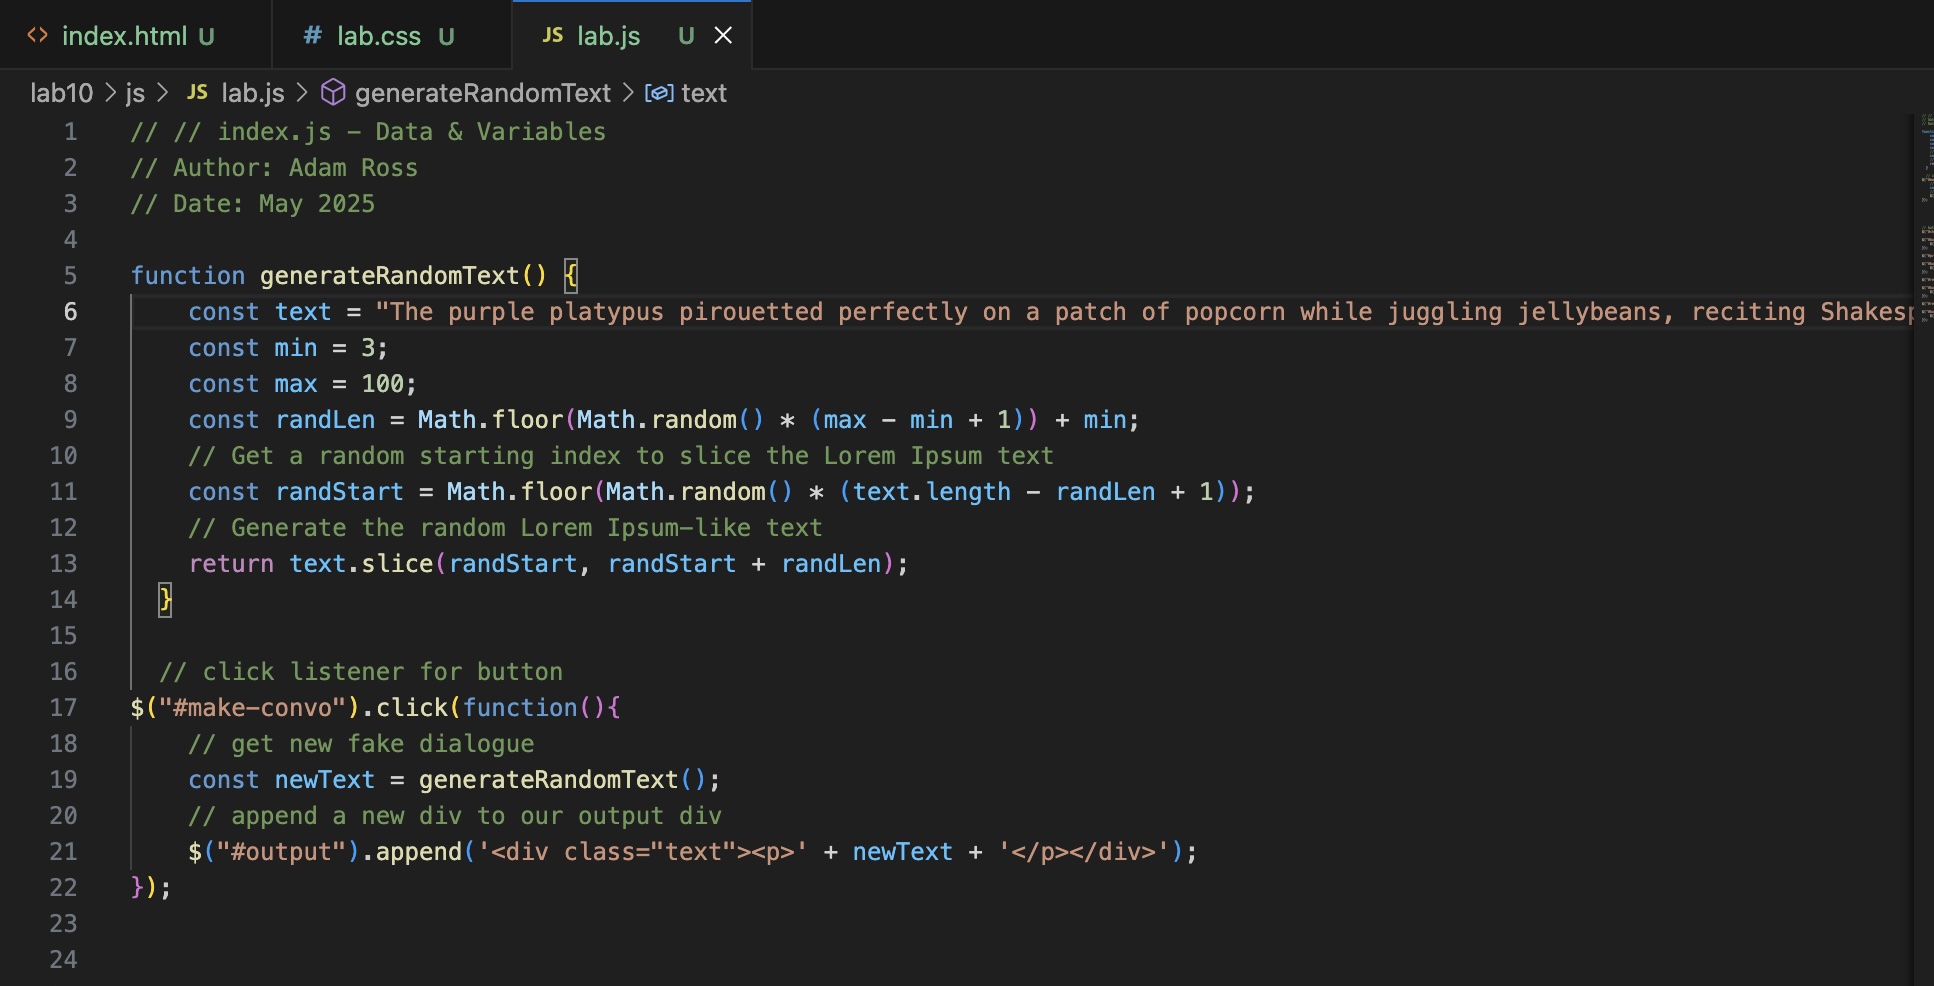 index.html U
# lab.css U
JS lab.js U
lab10 > js > JS lab.js > generateRandomText > text
1 // // index.js - Data & Variables
2 // Author: Adam Ross
3 // Date: May 2025
4
5 function generateRandomText() {
6 const text = "The purple platypus pirouetted perfectly on a patch of popcorn while juggling jellybeans, reciting Shakesp
7 const min = 3;
8 const max = 100;
9 const randLen = Math.floor(Math.random() * (max - min + 1)) + min;
10 // Get a random starting index to slice the Lorem Ipsum text
11 const randStart = Math.floor(Math.random() * (text.length - randLen + 1));
12 // Generate the random Lorem Ipsum-like text
13 return text.slice(randStart, randStart + randLen);
14 }
15
16 // click listener for button
17 $("#make-convo").click(function(){
18 // get new fake dialogue
19 const newText = generateRandomText();
20 // append a new div to our output div
21 $("#output").append('<div class="text"><p>' + newText + '</p></div>');
22 });
23
24